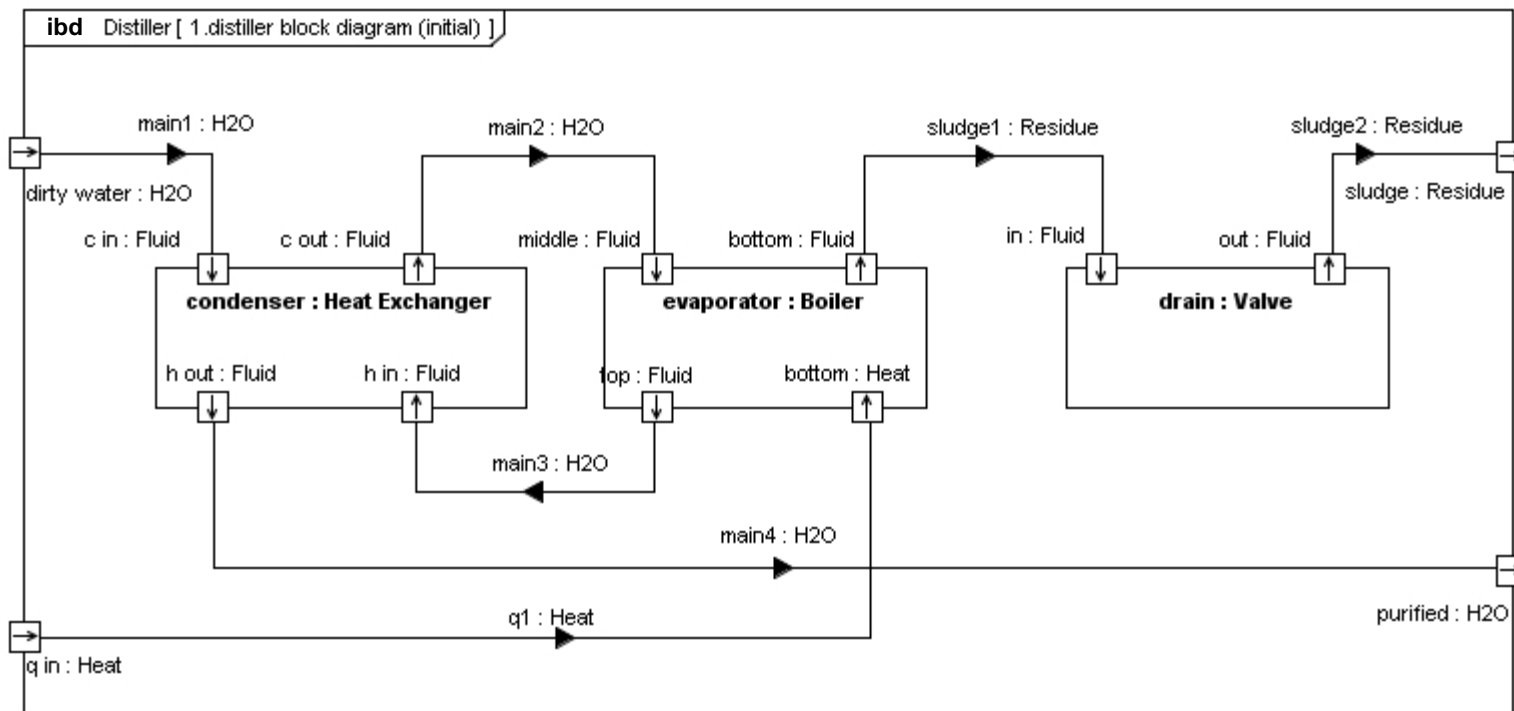 ibd Distiller [ 1.distiller block diagram (initial) ]
main1 : H2O
main2 : H2O
sludge1 : Residue
sludge2 : Residue
dirty water : H2O
sludge : Residue
c in : Fluid
c out : Fluid
middle : Fluid
bottom : Fluid
in : Fluid
out : Fluid
condenser : Heat Exchanger
evaporator : Boiler
drain : Valve
h out : Fluid
h in : Fluid
top : Fluid
bottom : Heat
main3 : H2O
main4 : H2O
q1 : Heat
purified : H2O
q in : Heat